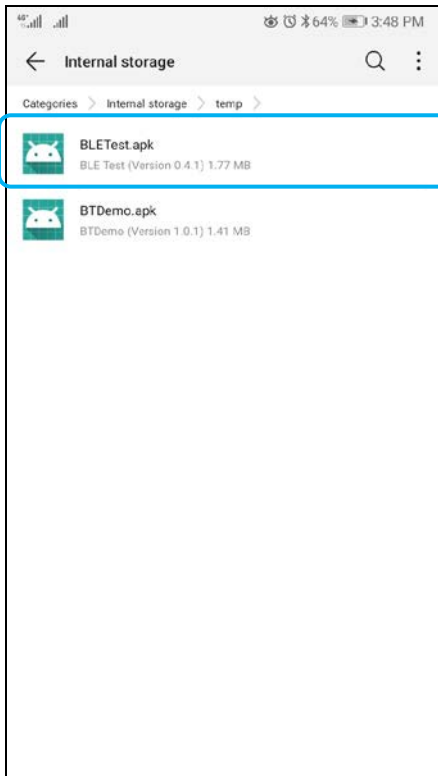 64% 3:48 PM
Internal storage
Categories > Internal storage > temp >
BLETest.apk
BLE Test (Version 0.4.1) 1.77 MB
BTDemo.apk
BTDemo (Version 1.0.1) 1.41 MB